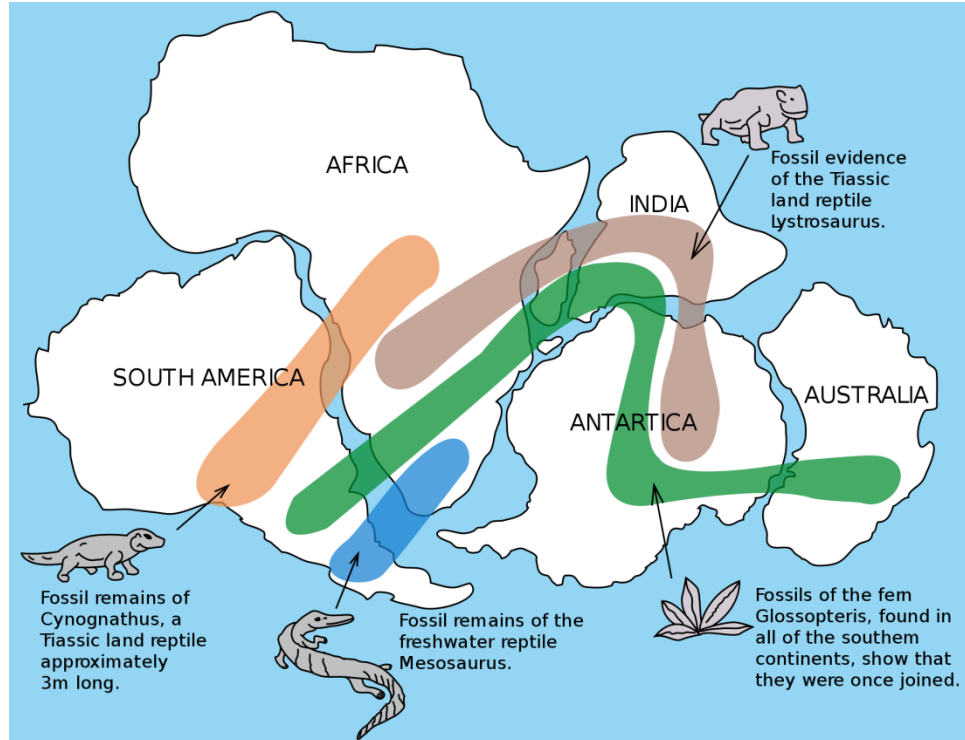 AFRICA
Fossil evidence
of the Tiassic
land reptile
Lystrosaurus.
INDIA
SOUTH AMERICA
ANTARTICA
AUSTRALIA
Fossil remains of
Cynognathus, a
Tiassic land reptile
approximately
3m long.
Fossil remains of the
freshwater reptile
Mesosaurus.
Fossils of the fern
Glossopteris, found in
all of the southem
continents, show that
they were once joined.